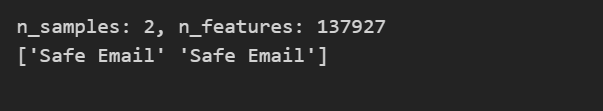 n_samples: 2, n_features: 137927
['Safe Email' 'Safe Email']